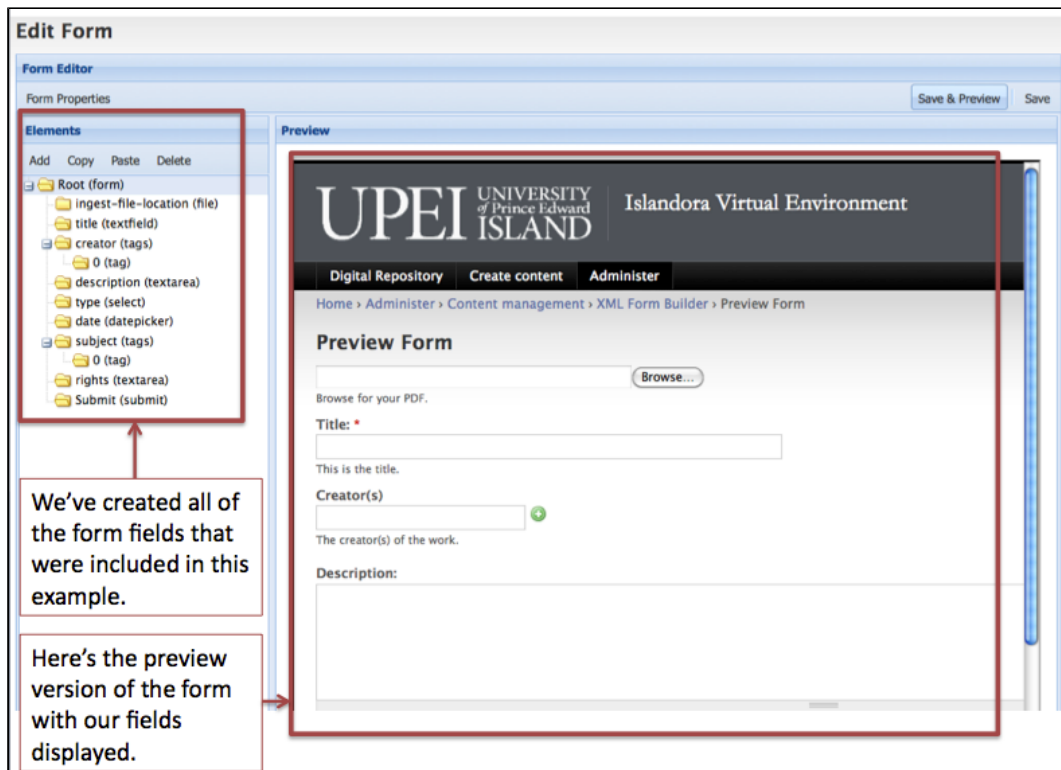 Edit Form
Form Editor
Form Properties
Save & Preview
Save
Elements
Add Copy Paste Delete
Root (form)
ingest-file-location (file)
title (textfield)
creator (tags)
0 (tag)
description (textarea)
type (select)
date (datepicker)
subject (tags)
0 (tag)
rights (textarea)
Submit (submit)
We've created all of
the form fields that
were included in this
example.
Here's the preview
version of the form
with our fields
displayed.
Preview
UPEI UNIVERSITY
of Prince Edward
ISLAND
Islandora Virtual Environment
Digital Repository Create content Administer
Home › Administer › Content management › XML Form Builder › Preview Form
Preview Form
Browse...
Browse for your PDF.
Title: *
This is the title.
Creator(s)
The creator(s) of the work.
Description: